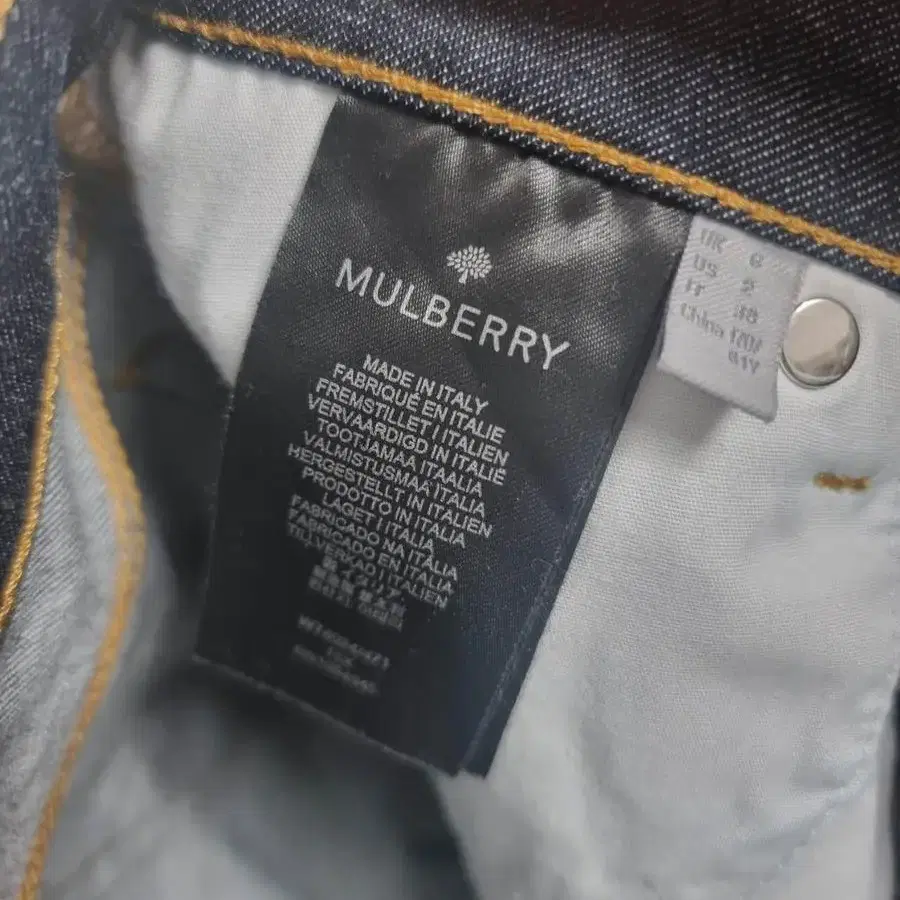 MULBERRY
MADE IN ITALY
FABRIQUÉ EN ITALIE
FREMSTILLET I ITALIEN
VERVAARDIGD IN ITALIË
TOOTJAMAA ITAALIA
VALMISTUSMAA ITALIA
HERGESTELLT IN ITALIEN
PRODOTTO IN ITALIA
LAGET I ITALIA
FABRICADO NA ITALIA
FABRICADO EN ITALIA
TILLVERKAD I ITALIEN
UK 6
US 2
IT 38
China 170/
61Y